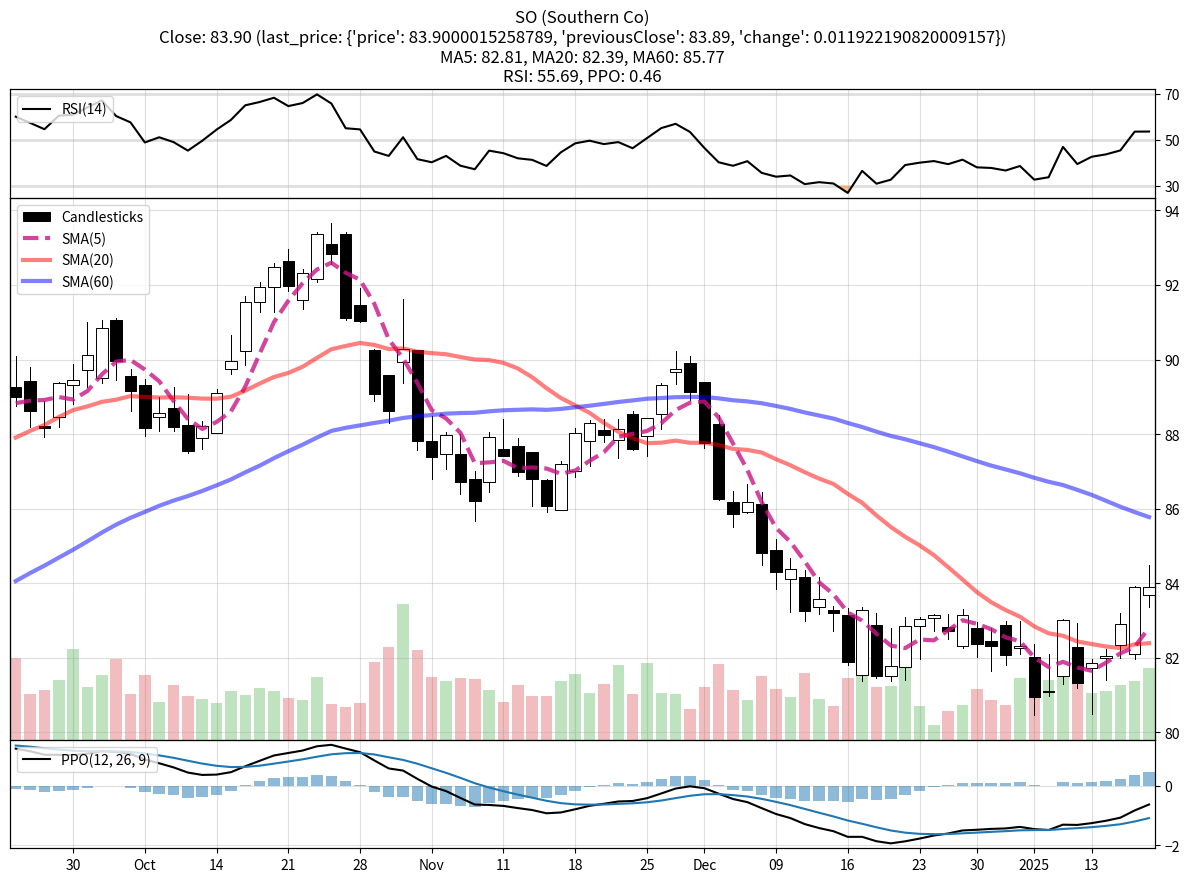 SO (Southern Co)
Close: 83.90 (last_price: {'price': 83.9000015258789, 'previousClose': 83.89, 'change': 0.011922190820009157})
MA5: 82.81, MA20: 82.39, MA60: 85.77
RSI: 55.69, PPO: 0.46
RSI(14)
70
50
30
Candlesticks
SMA(5)
SMA(20)
SMA(60)
94
92
90
88
86
84
82
80
PPO(12, 26, 9)
0
−2
30 Oct 14 21 28 Nov 11 18 25 Dec 09 16 23 30 2025 13